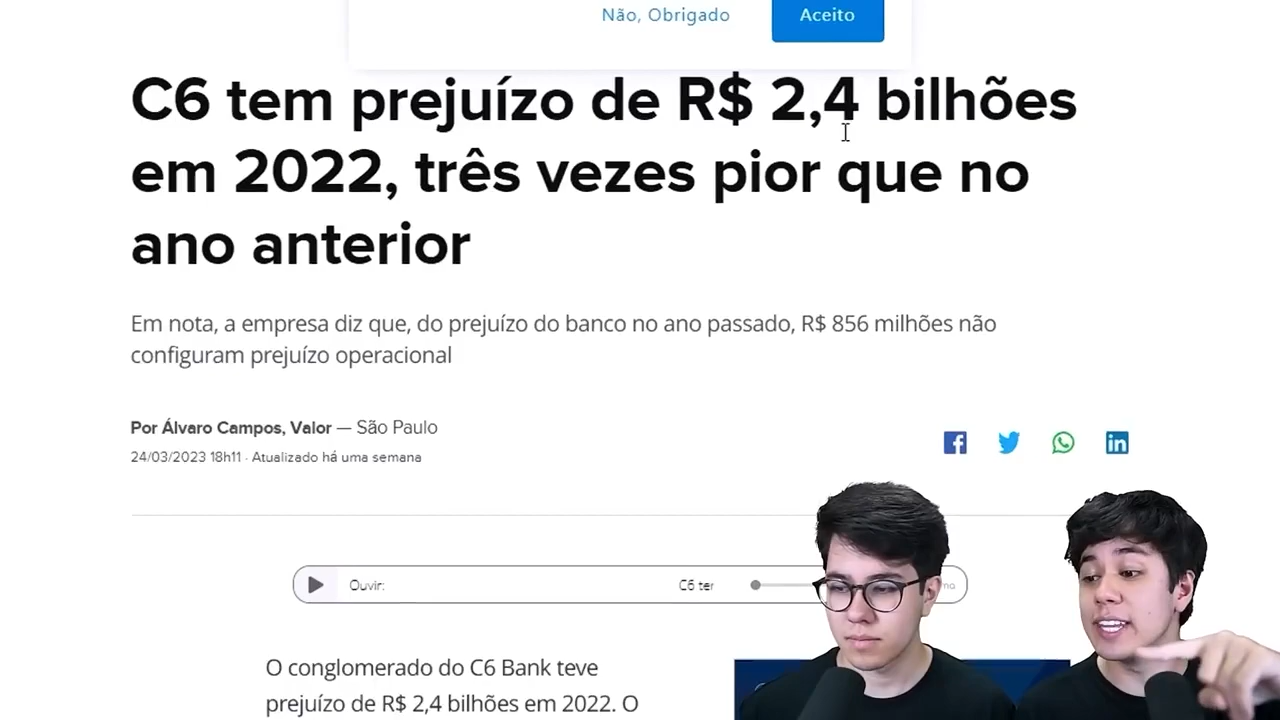 Não, Obrigado
Aceito
C6 tem prejuízo de R$ 2,4 bilhões
em 2022, três vezes pior que no
ano anterior
Em nota, a empresa diz que, do prejuízo do banco no ano passado, R$ 856 milhões não
configuram prejuízo operacional
Por Álvaro Campos, Valor — São Paulo
24/03/2023 18h11 · Atualizado há uma semana
Ouvir:
C6 ter
O conglomerado do C6 Bank teve
prejuízo de R$ 2,4 bilhões em 2022. O